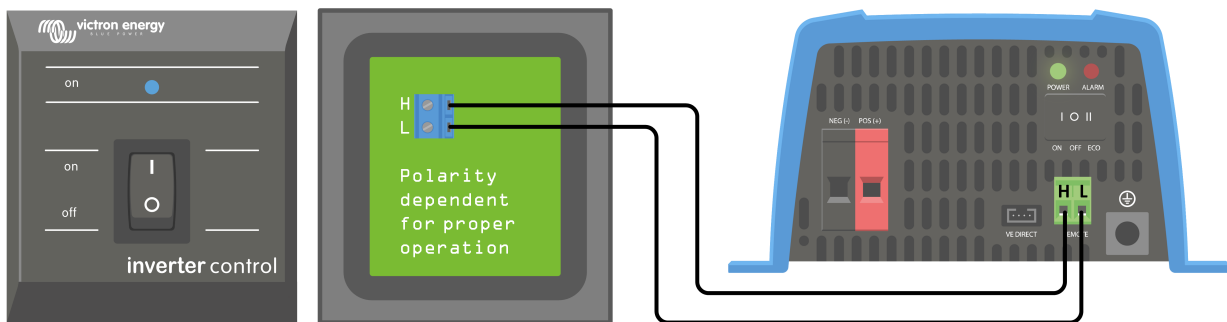 victron energy
BLUE POWER
on
on
I
O
off
inverter control
H
L
Polarity
dependent
for proper
operation
POWER ALARM
I O II
ON OFF ECO
NEG (-) POS (+)
H L
VE DIRECT
REMOTE